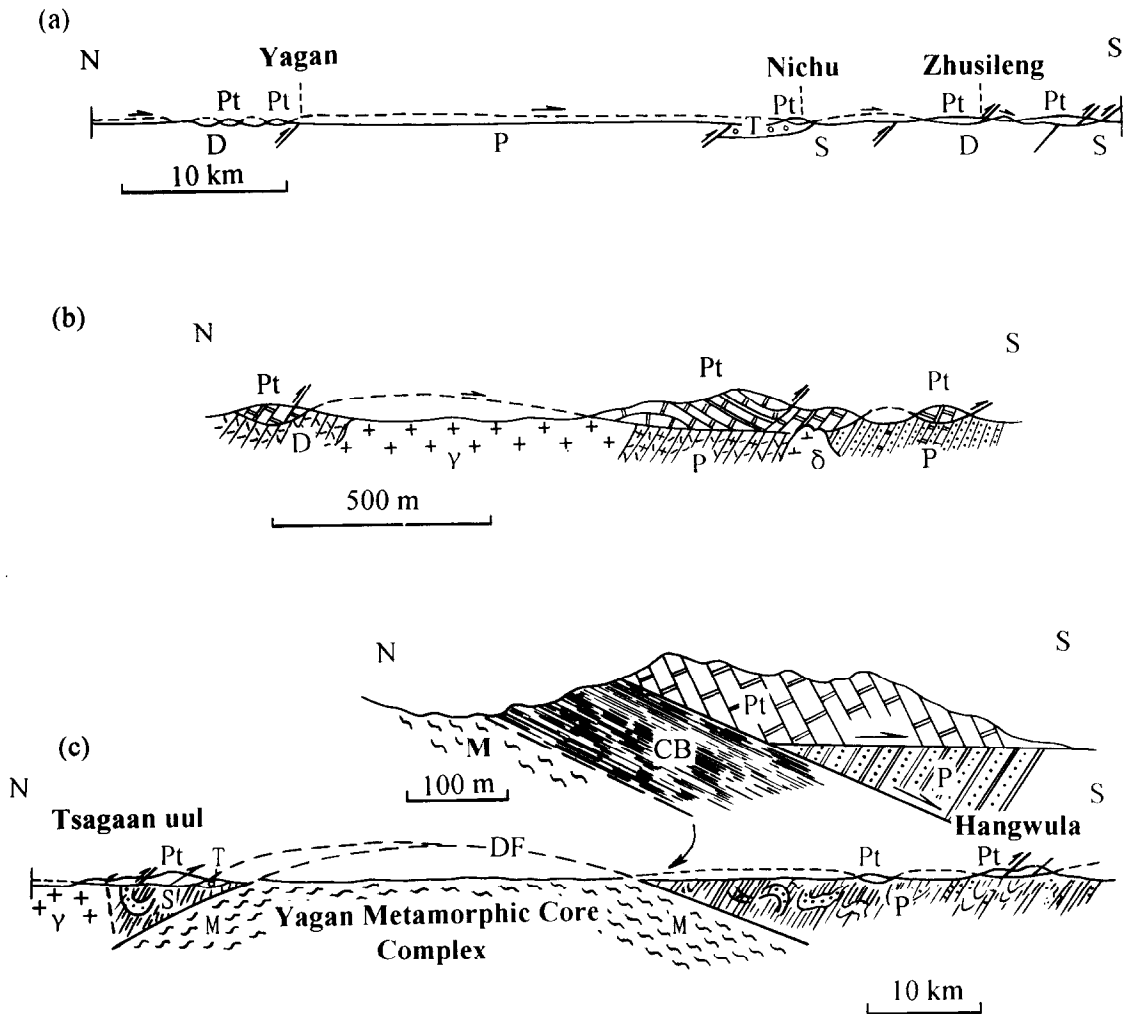 (a)
N
Yagan
Nichu
Zhusileng
S
Pt Pt Pt Pt
T
D P S D S
10 km
(b)
N
S
Pt
Pt
Pt
D γ P δ P
500 m
N
S
Pt
M
CB
P
100 m
(c)
N
S
Tsagaan uul
Hangwula
Pt T DF Pt Pt
S
γ M Yagan Metamorphic Core M P
Complex
10 km